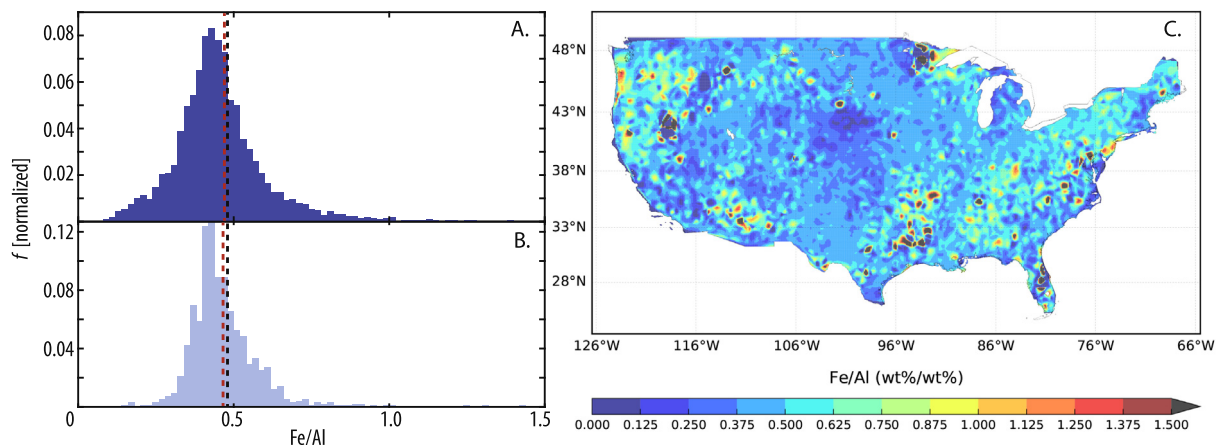 A.
0.08
0.06
0.04
0.02
f [normalized]
B.
0.12
0.08
0.04
0
0.5
1.0
1.5
Fe/Al
C.
48°N
43°N
38°N
33°N
28°N
126°W 116°W 106°W 96°W 86°W 76°W 66°W
Fe/Al (wt%/wt%)
0.000 0.125 0.250 0.375 0.500 0.625 0.750 0.875 1.000 1.125 1.250 1.375 1.500